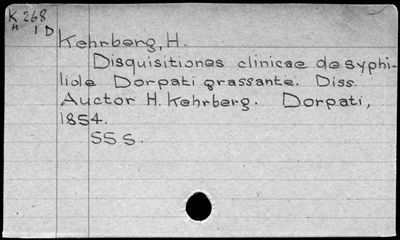 K 268
H 1 D
Kehrberg, H.
Disquisitiones clinicae de syphi-
lide Dorpati grassante. Diss.
Auctor H. Kehrberg. Dorpati,
1854.
SS S.